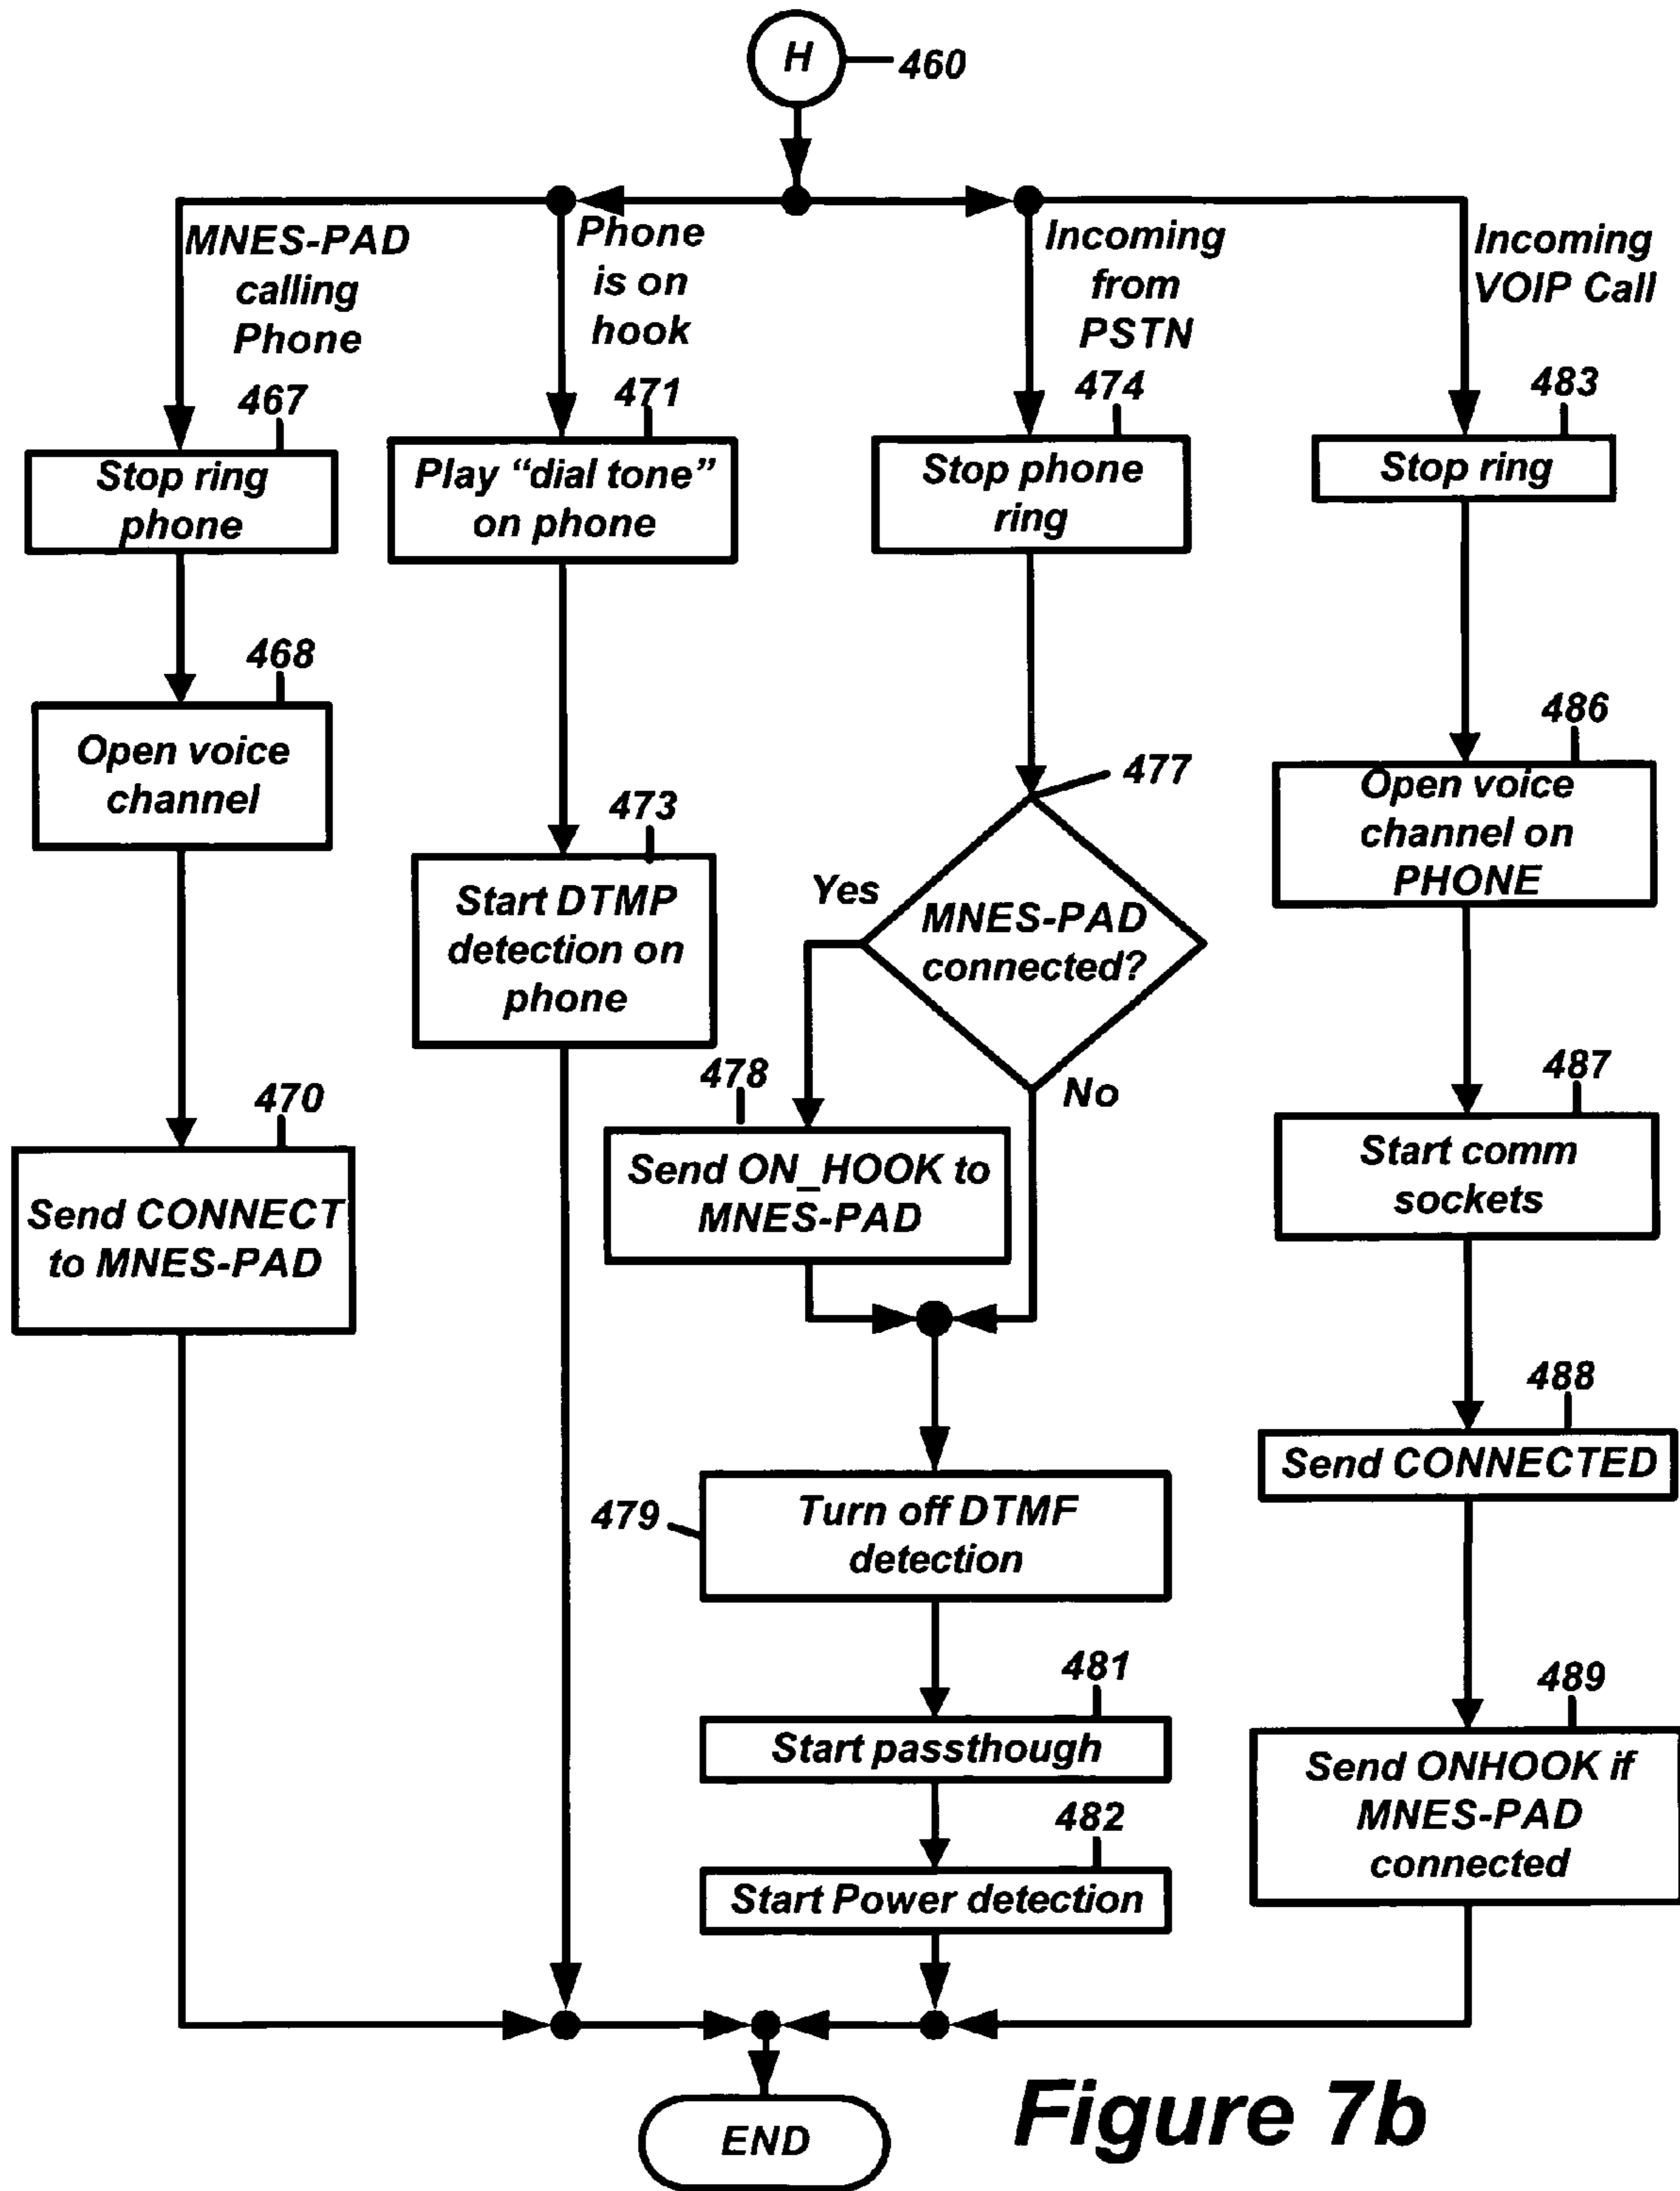 H
460
MNES-PAD
calling
Phone
Phone
is on
hook
Incoming
from
PSTN
Incoming
VOIP Call
467
Stop ring
phone
468
Open voice
channel
470
Send CONNECT
to MNES-PAD
471
Play “dial tone”
on phone
473
Start DTMP
detection on
phone
474
Stop phone
ring
477
MNES-PAD
connected?
Yes
No
478
Send ON_HOOK to
MNES-PAD
479
Turn off DTMF
detection
481
Start passthough
482
Start Power detection
483
Stop ring
486
Open voice
channel on
PHONE
487
Start comm
sockets
488
Send CONNECTED
489
Send ONHOOK if
MNES-PAD
connected
END
Figure 7b